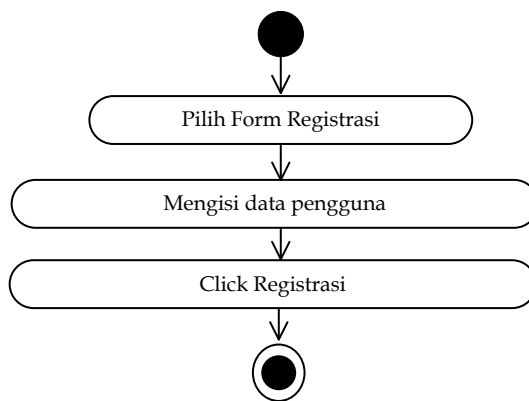 Pilih Form Registrasi
Mengisi data pengguna
Click Registrasi